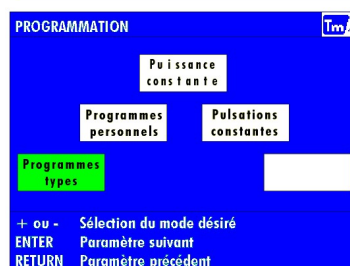 PROGRAMMATION Tm
Puissance
constante
Programmes
personnels
Pulsations
constantes
Programmes
types
+ ou - Sélection du mode désiré
ENTER Paramètre suivant
RETURN Paramètre précédent